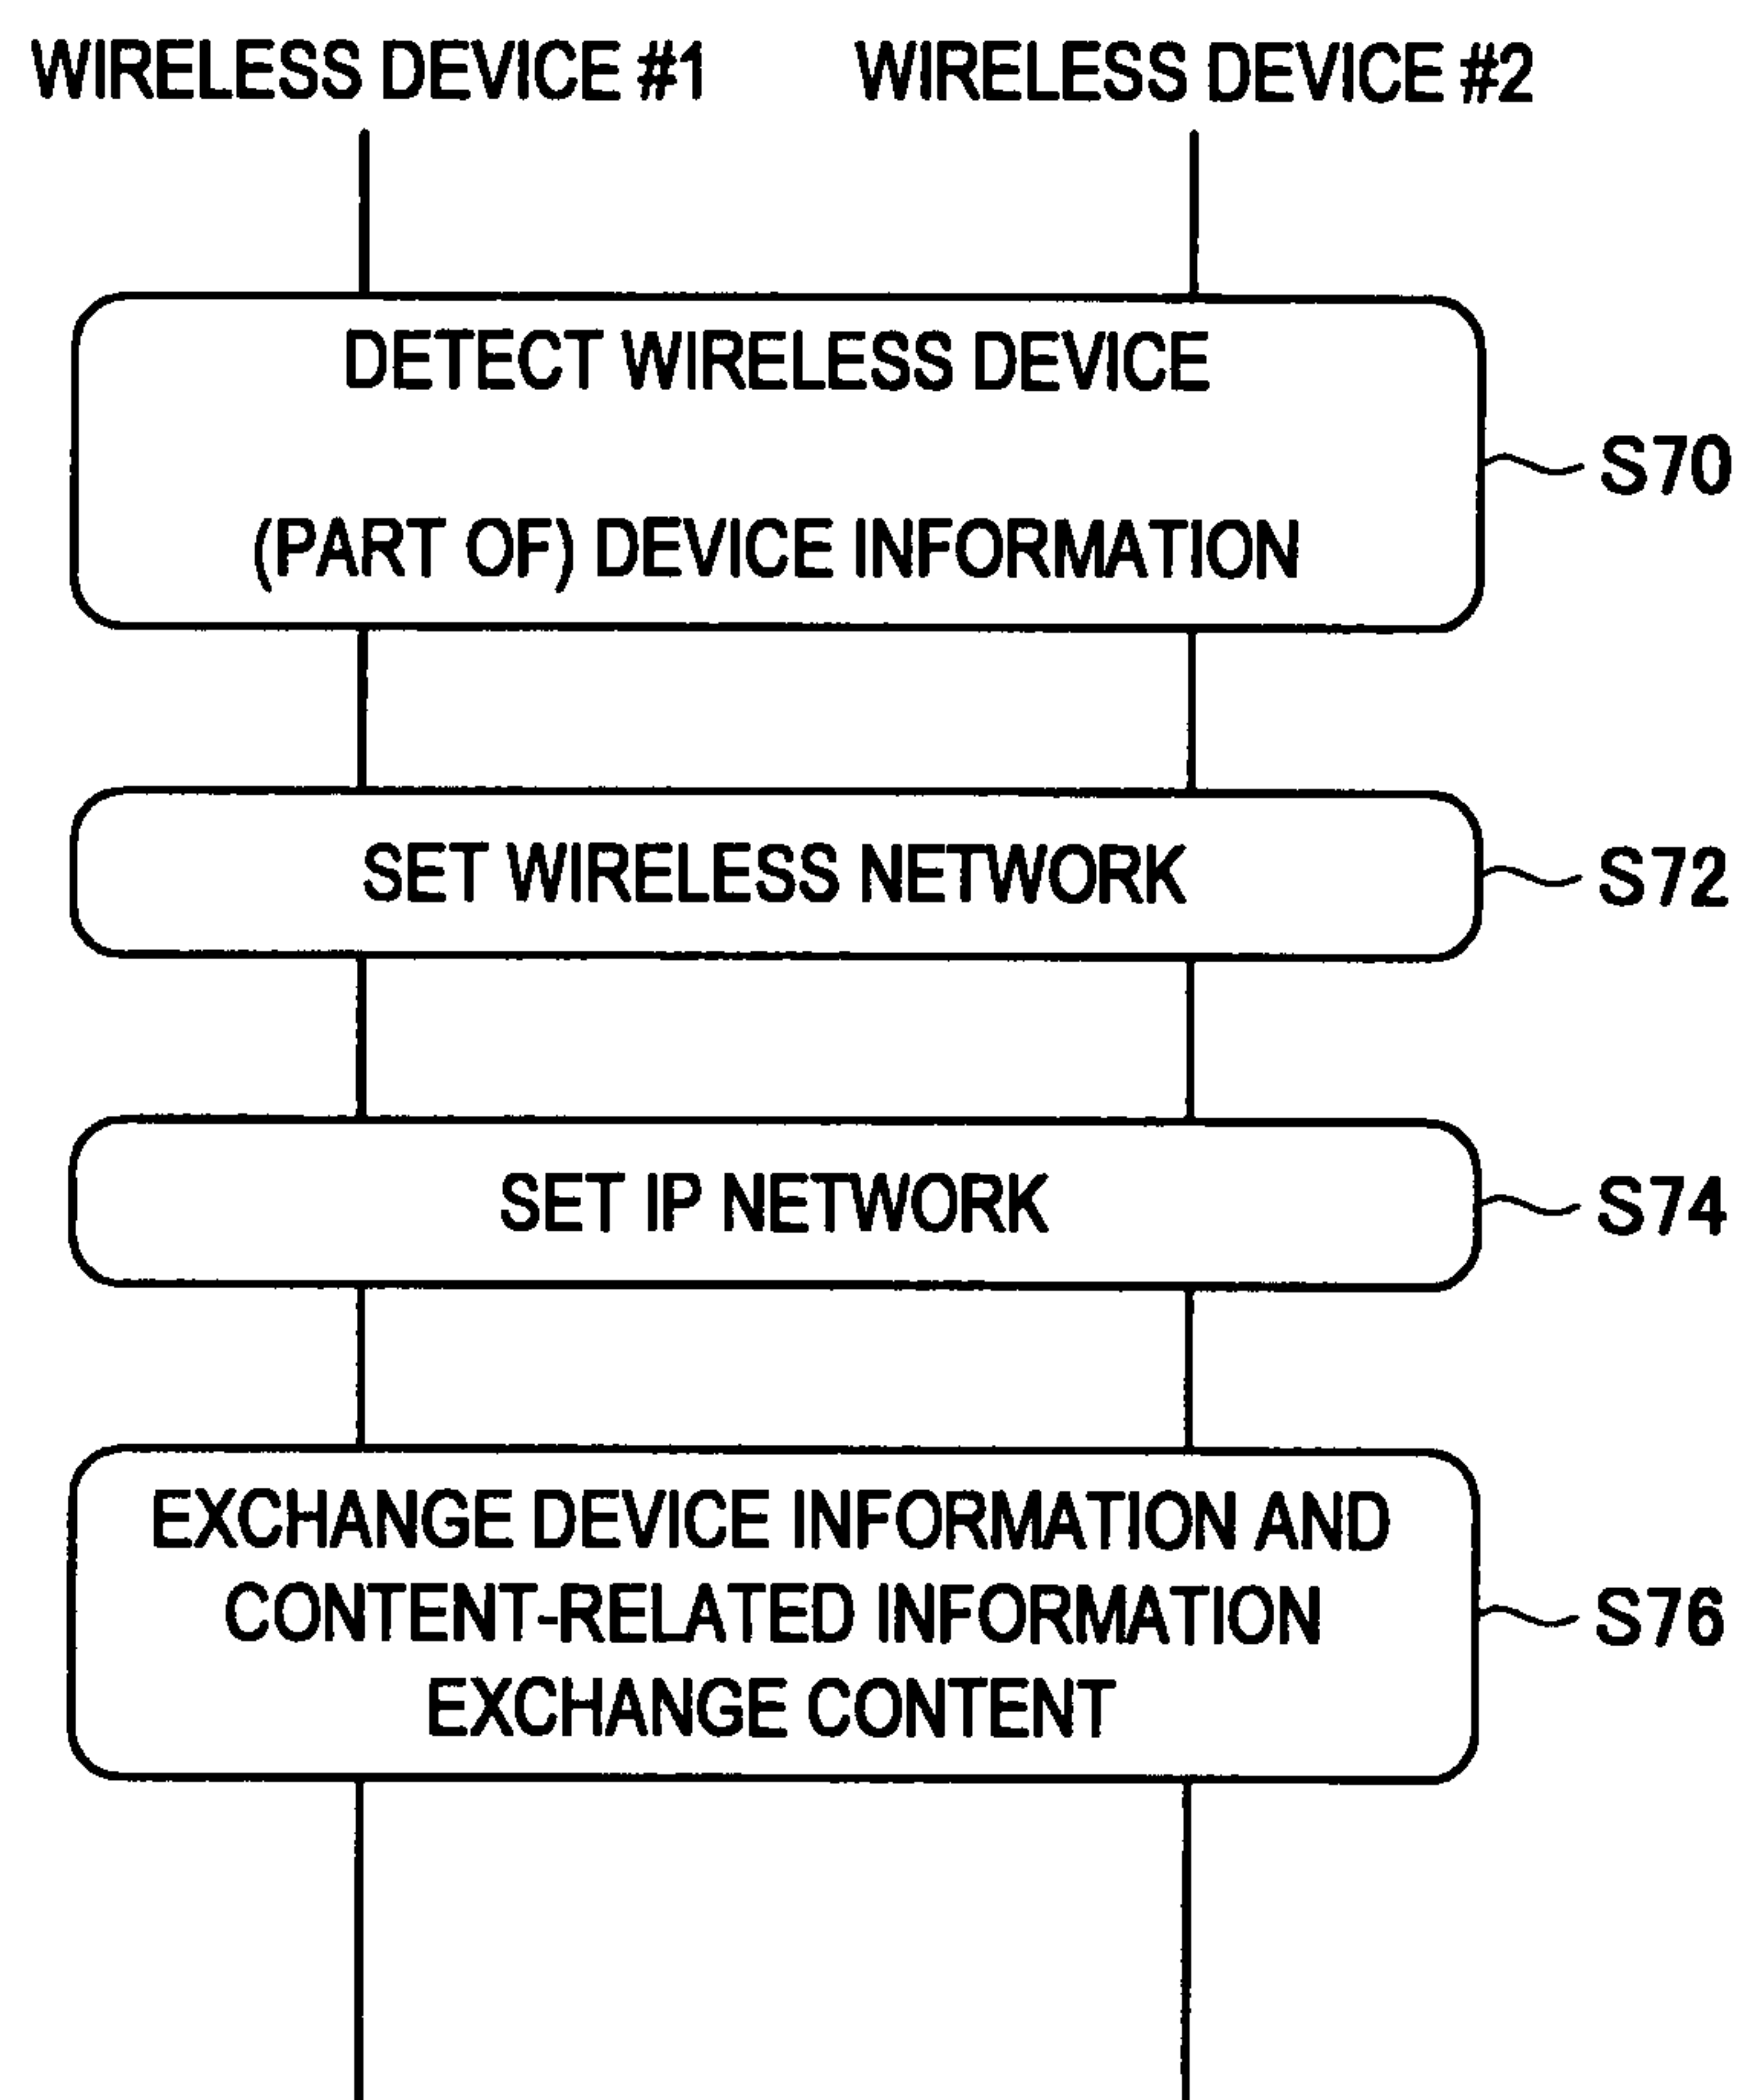 WIRELESS DEVICE #1 WIRELESS DEVICE #2
DETECT WIRELESS DEVICE
(PART OF) DEVICE INFORMATION
S70
SET WIRELESS NETWORK
S72
SET IP NETWORK
S74
EXCHANGE DEVICE INFORMATION AND
CONTENT-RELATED INFORMATION
EXCHANGE CONTENT
S76